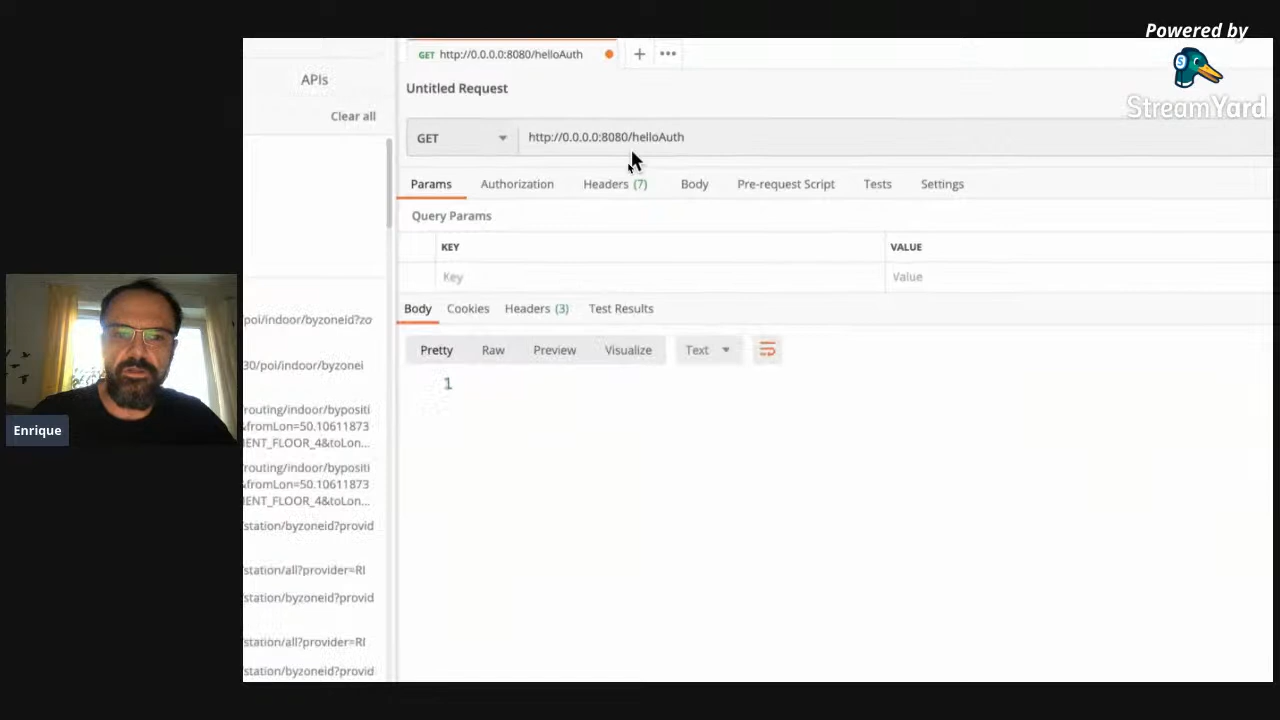 Powered by
StreamYard
GET http://0.0.0.0:8080/helloAuth
APIs
Clear all
Untitled Request
GET
http://0.0.0.0:8080/helloAuth
Params
Authorization
Headers (7)
Body
Pre-request Script
Tests
Settings
Query Params
KEY
VALUE
Key
Value
Body
Cookies
Headers (3)
Test Results
Pretty
Raw
Preview
Visualize
Text
1
poi/indoor/byzoneid?zo
30/poi/indoor/byzonei
routing/indoor/bypositi
&fromLon=50.10611873
ENT_FLOOR_4&toLon...
routing/indoor/bypositi
&fromLon=50.10611873
ENT_FLOOR_4&toLon...
/station/byzoneid?provid
/station/all?provider=RI
/station/byzoneid?provid
/station/all?provider=RI
/station/byzoneid?provid
Enrique